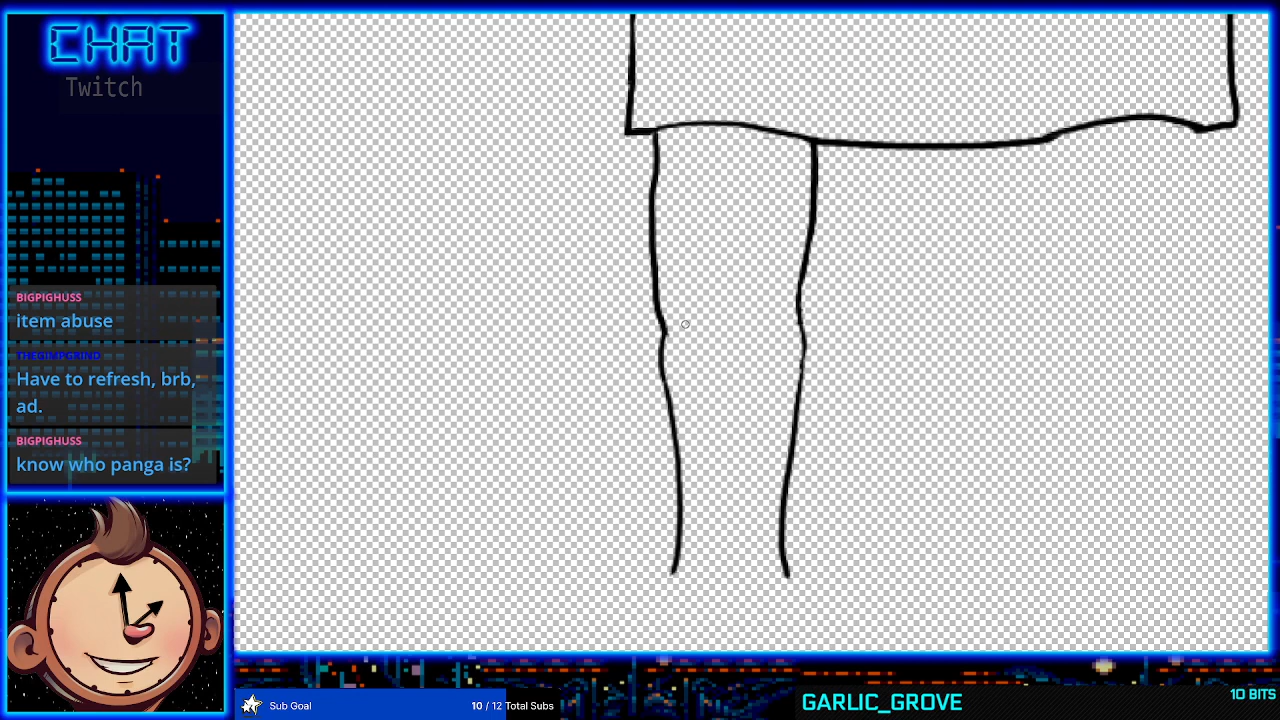 CHAT
Twitch
BIGPIGHUSS
item abuse
THEGIMPGRIND
Have to refresh, brb,
ad.
BIGPIGHUSS
know who panga is?
Sub Goal
10 / 12 Total Subs
GARLIC_GROVE
10 BITS